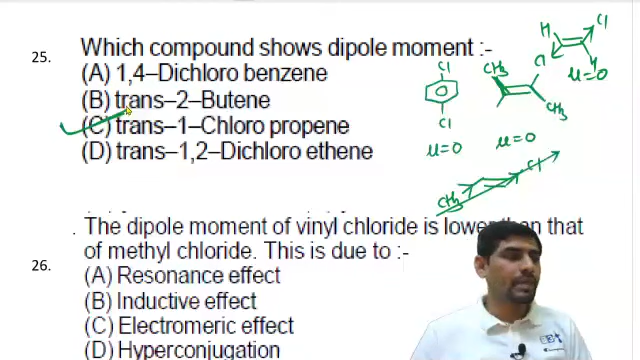 25. Which compound shows dipole moment :-
(A) 1,4–Dichloro benzene
(B) trans–2–Butene
(C) trans–1–Chloro propene
(D) trans–1,2–Dichloro ethene
Cl
Cl
μ=0
CH3
CH3
μ=0
H
Cl
Cl
H
μ=0
CH3
Cl
. The dipole moment of vinyl chloride is lower than that
26. of methyl chloride. This is due to :-
(A) Resonance effect
(B) Inductive effect
(C) Electromeric effect
(D) Hyperconjugation